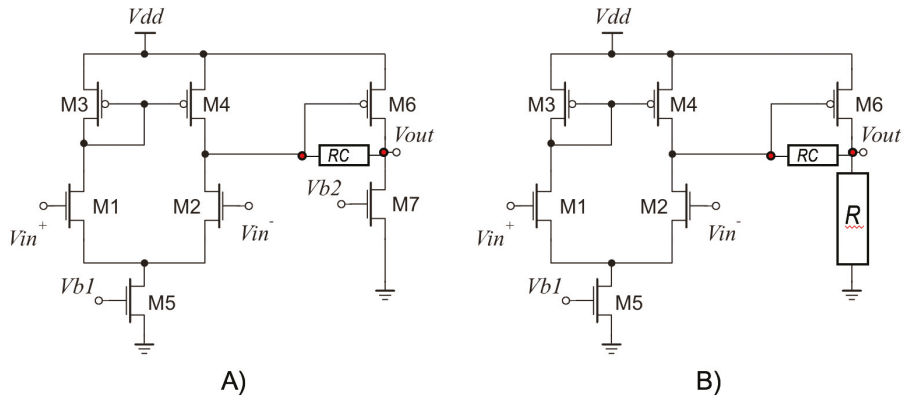 Vdd
M3
M4
M6
Vout
RC
Vb2
M1
M2
M7
Vin+
Vin-
Vb1
M5
A)
Vdd
M3
M4
M6
Vout
RC
M1
M2
R
Vin+
Vin-
Vb1
M5
B)